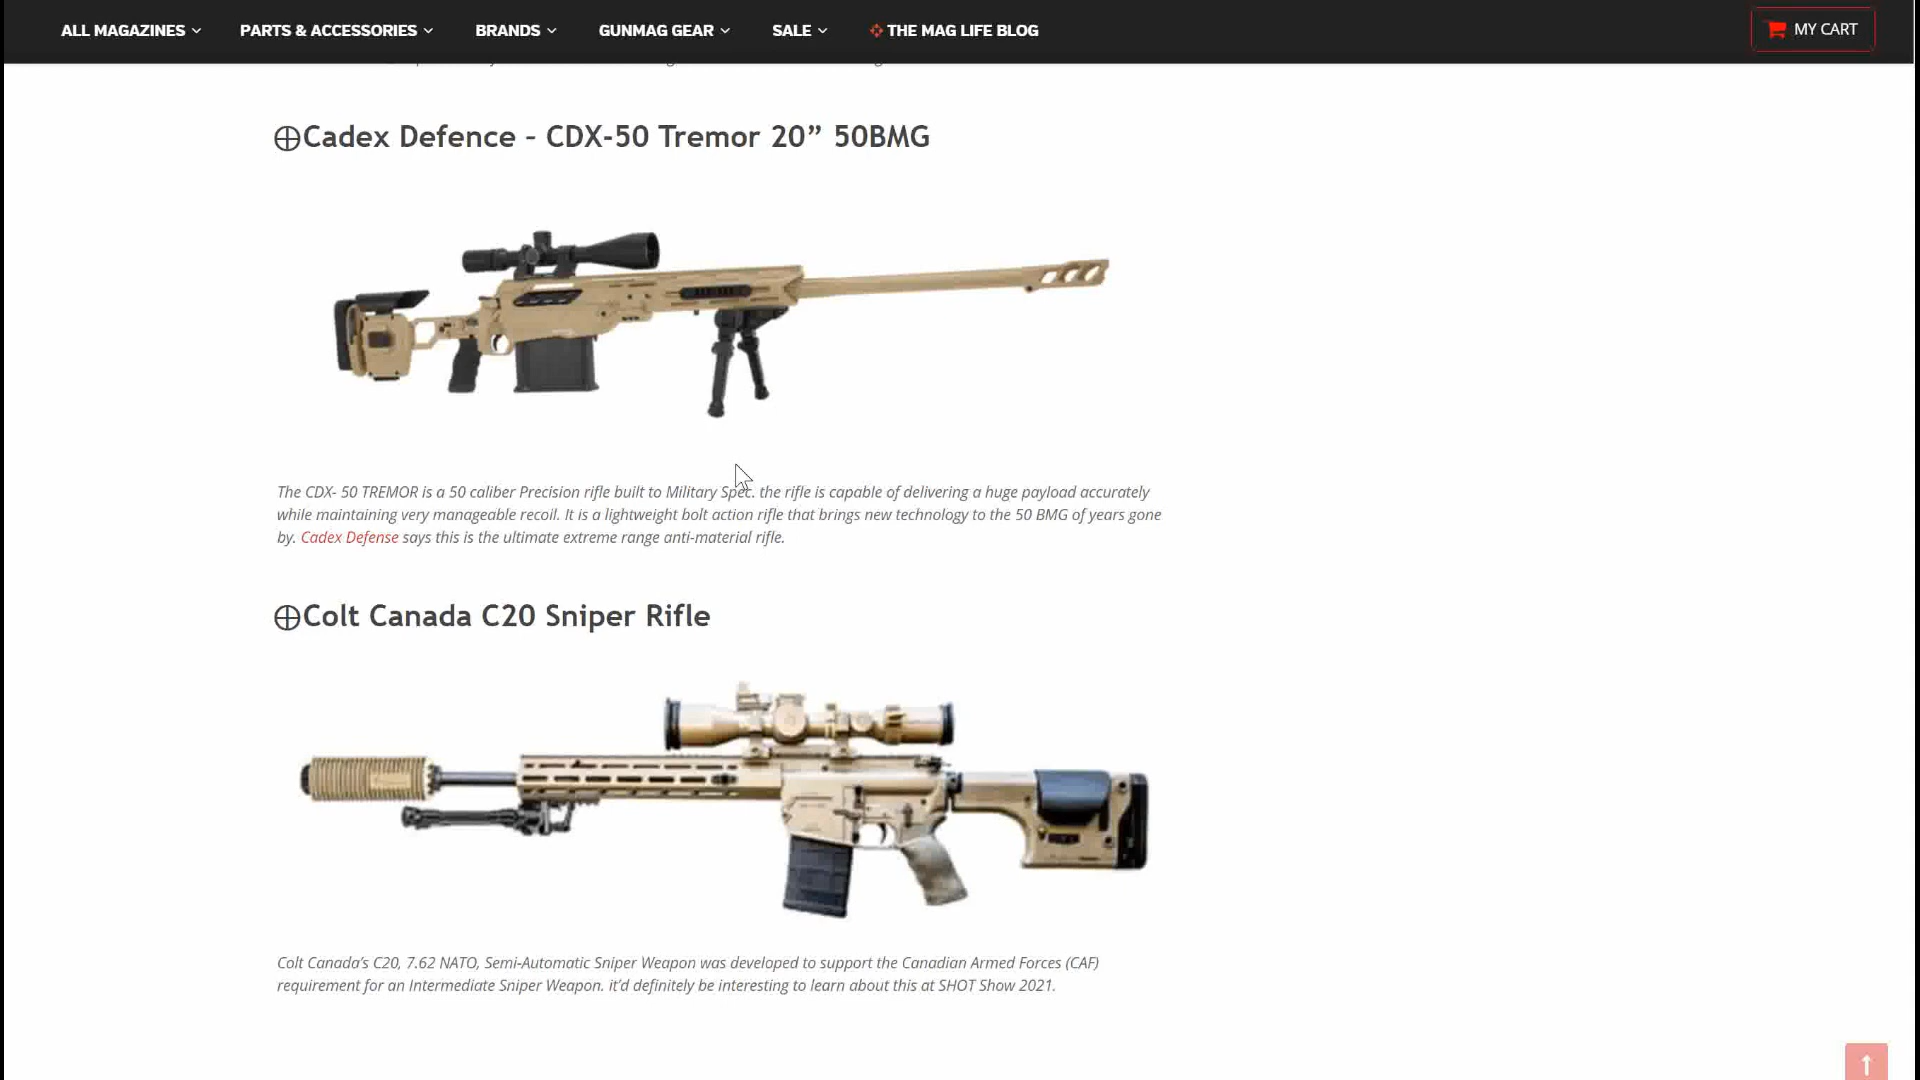 ALL MAGAZINES PARTS & ACCESSORIES BRANDS GUNMAG GEAR SALE THE MAG LIFE BLOG MY CART
Cadex Defence – CDX-50 Tremor 20” 50BMG
The CDX- 50 TREMOR is a 50 caliber Precision rifle built to Military Spec. the rifle is capable of delivering a huge payload accurately
while maintaining very manageable recoil. It is a lightweight bolt action rifle that brings new technology to the 50 BMG of years gone
by. Cadex Defense says this is the ultimate extreme range anti-material rifle.
Colt Canada C20 Sniper Rifle
Colt Canada’s C20, 7.62 NATO, Semi-Automatic Sniper Weapon was developed to support the Canadian Armed Forces (CAF)
requirement for an Intermediate Sniper Weapon. it’d definitely be interesting to learn about this at SHOT Show 2021.